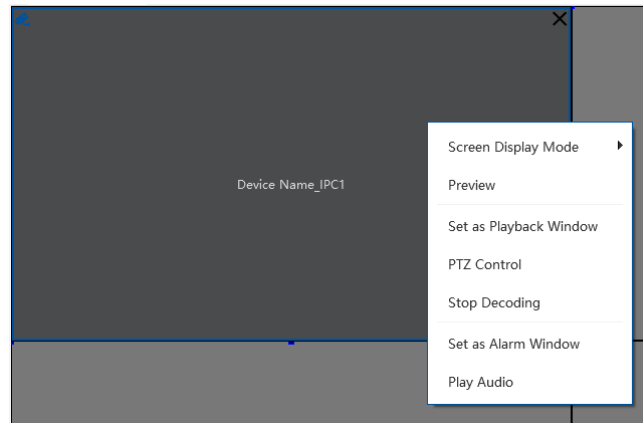 Device Name_IPC1
Screen Display Mode
Preview
Set as Playback Window
PTZ Control
Stop Decoding
Set as Alarm Window
Play Audio